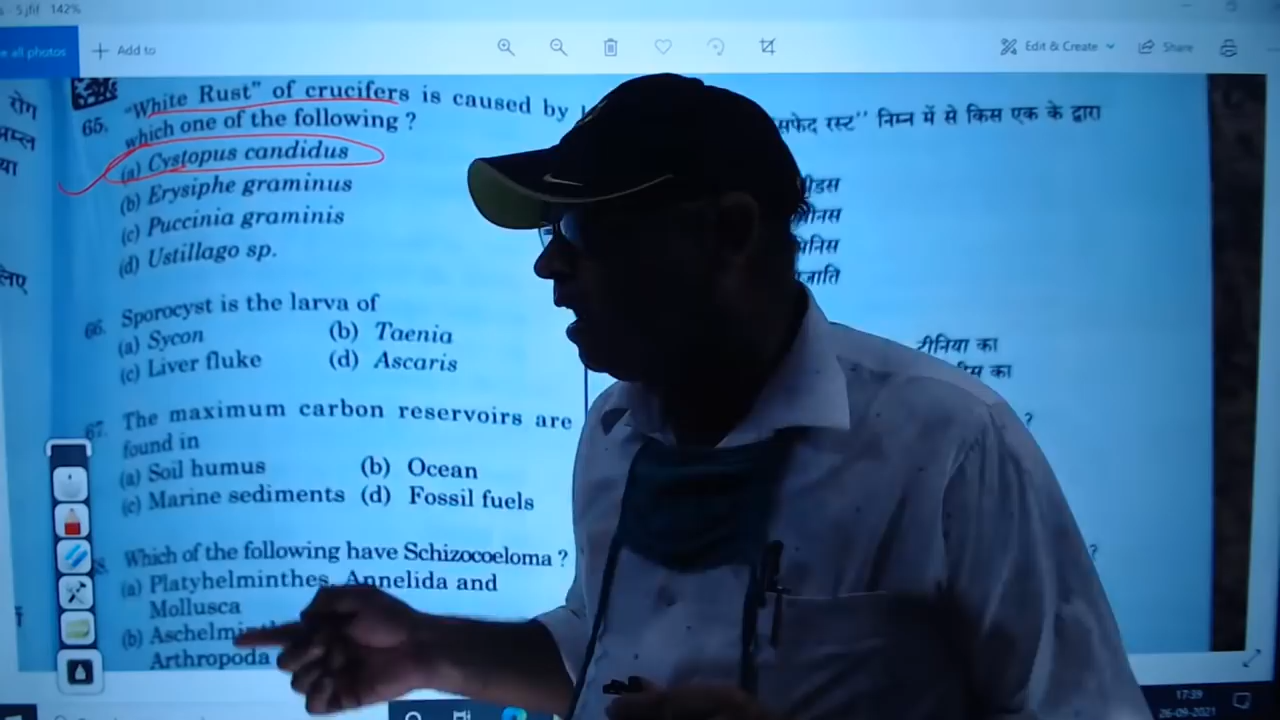 5.jfif 142%
all photos
Add to
Edit & Create
Share
रोग
65. "White Rust" of crucifers is caused by
which one of the following ?
(a) Cystopus candidus
(b) Erysiphe graminus
(c) Puccinia graminis
(d) Ustillago sp.
66. Sporocyst is the larva of
(a) Sycon (b) Taenia
(c) Liver fluke (d) Ascaris
67. The maximum carbon reservoirs are
found in
(a) Soil humus (b) Ocean
(c) Marine sediments (d) Fossil fuels
Which of the following have Schizocoeloma ?
(a) Platyhelminthes, Annelida and
Mollusca
(b)
Arthropoda
रस्ट'' निम्न में से किस एक के द्वारा
टीनिया का
का
?
?
17:39
26-09-2021